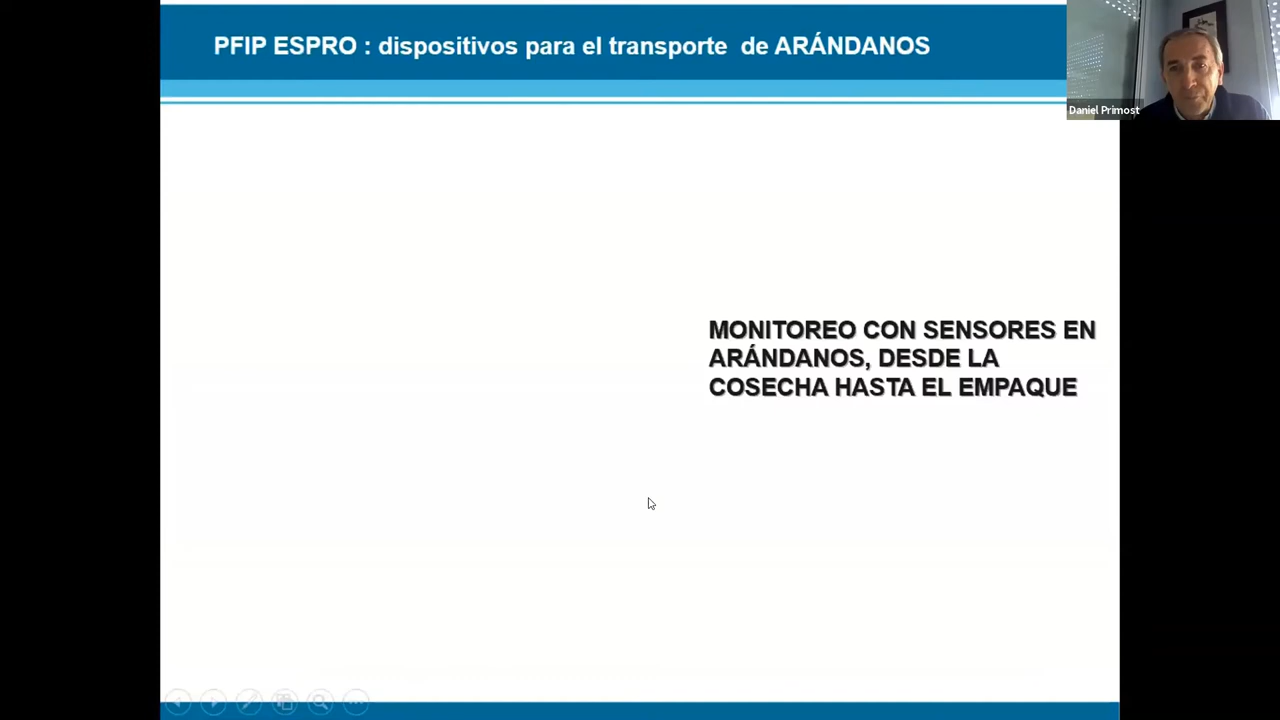 PFIP ESPRO : dispositivos para el transporte de ARÁNDANOS
Daniel Primost
MONITOREO CON SENSORES EN
ARÁNDANOS, DESDE LA
COSECHA HASTA EL EMPAQUE